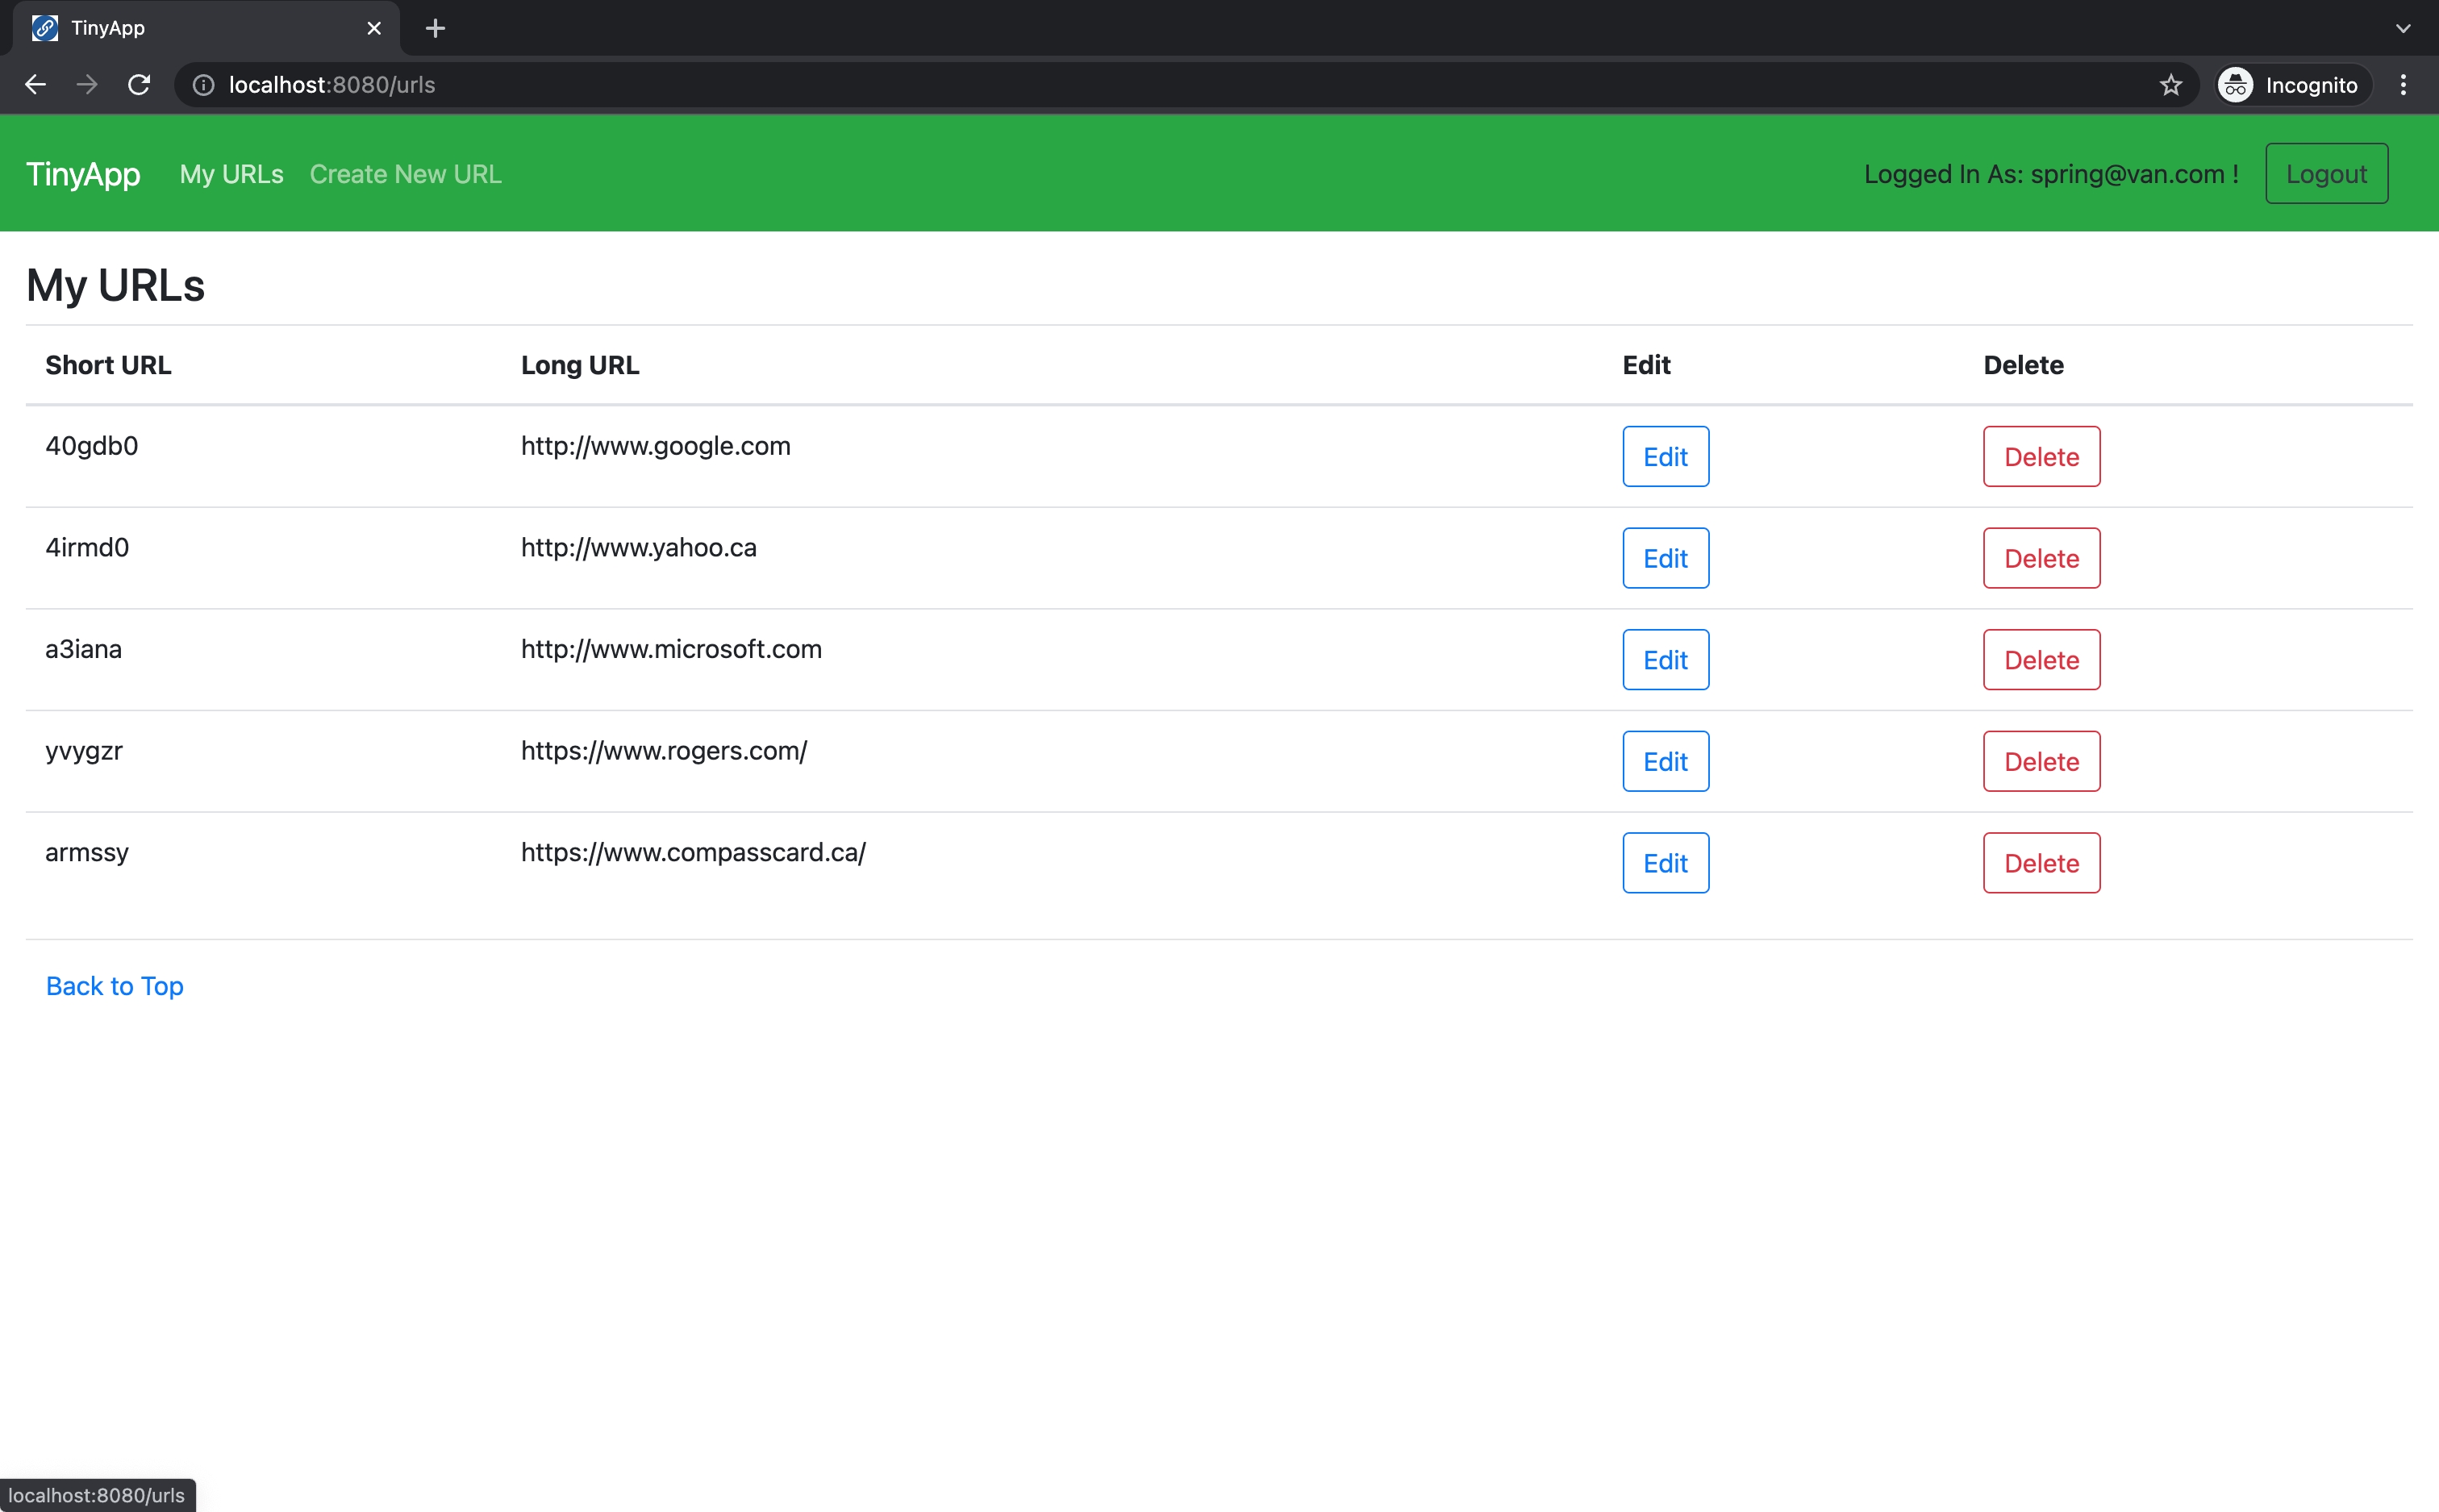 TinyApp
localhost:8080/urls
Incognito
TinyApp My URLs Create New URL Logged In As: spring@van.com ! Logout
My URLs
Short URL Long URL Edit Delete
40gdb0 http://www.google.com Edit Delete
4irmd0 http://www.yahoo.ca Edit Delete
a3iana http://www.microsoft.com Edit Delete
yvygzr https://www.rogers.com/ Edit Delete
armssy https://www.compasscard.ca/ Edit Delete
Back to Top
localhost:8080/urls